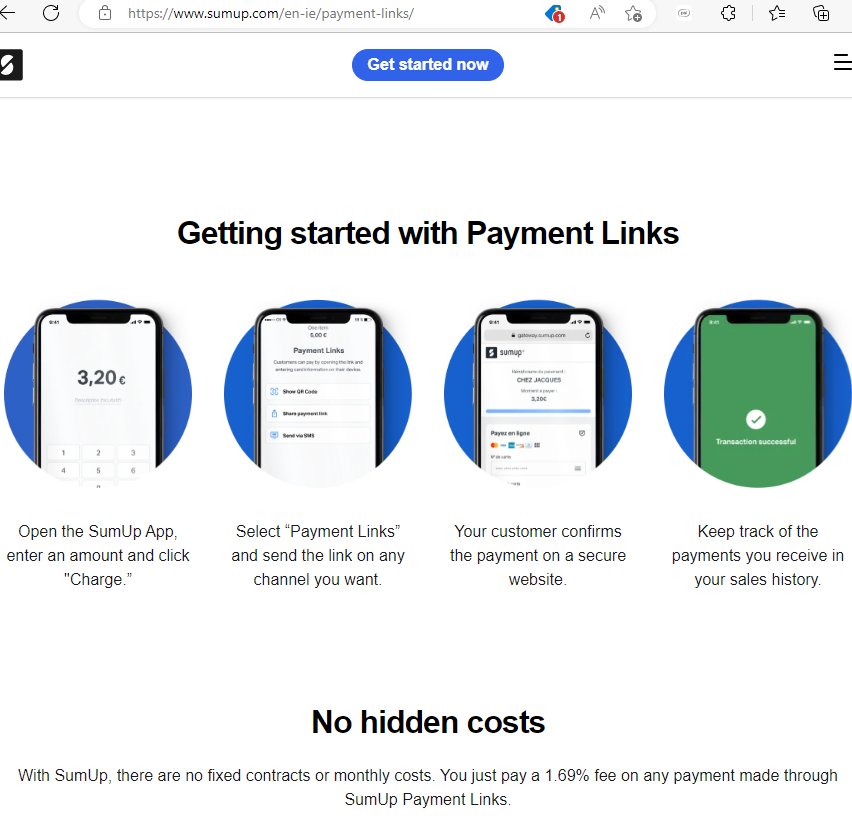 https://www.sumup.com/en-ie/payment-links/
1
Get started now
Getting started with Payment Links
9:41
3,20 €
1 2 3
4 5 6
5,00 €
Payment Links
Customers can pay by opening the link and
entering card information on their device.
Show QR Code
Share payment link
Send via SMS
9:41
gateway.sumup.com
sumup
Bénéficiaire du paiement:
CHEZ JACQUES
Montant à payer:
3,20€
Payez en ligne
N° de carte
9:41
Transaction successful
Open the SumUp App,
enter an amount and click
"Charge.”
Select “Payment Links”
and send the link on any
channel you want.
Your customer confirms
the payment on a secure
website.
Keep track of the
payments you receive in
your sales history.
No hidden costs
With SumUp, there are no fixed contracts or monthly costs. You just pay a 1.69% fee on any payment made through
SumUp Payment Links.